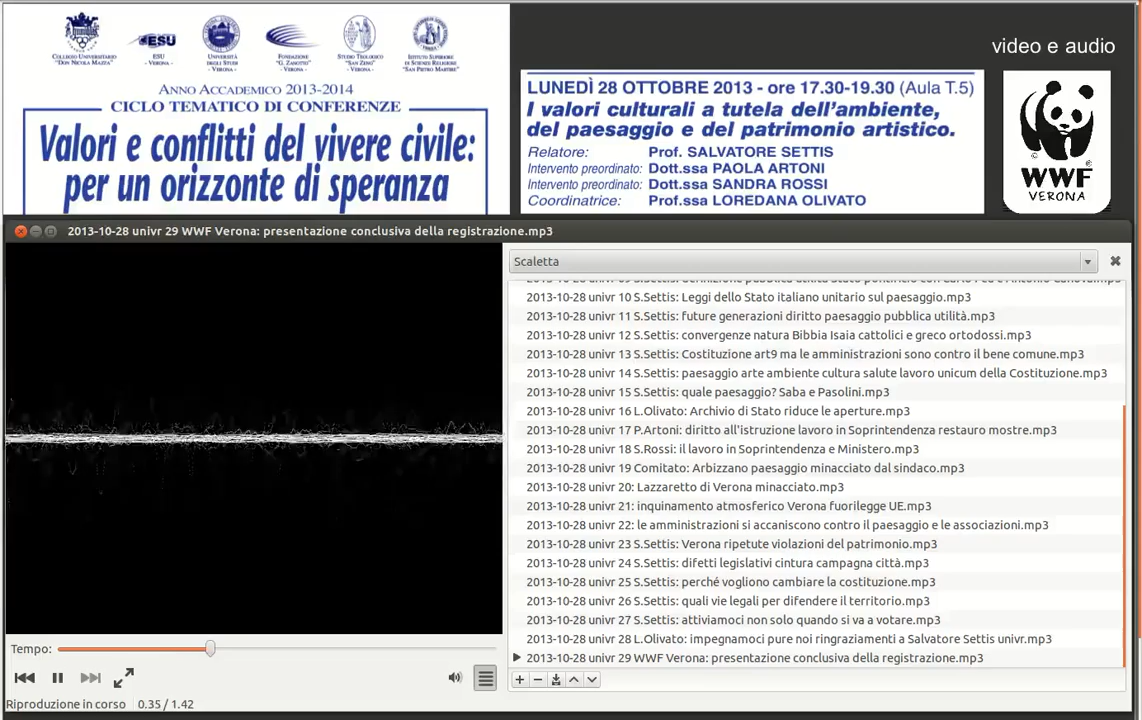 COLLEGIO UNIVERSITARIO
"DON NICOLA MAZZA"
ESU
- VERONA -
UNIVERSITÀ
DEGLI STUDI
- VERONA -
FONDAZIONE
"G. ZANOTTO"
- VERONA -
STUDIO TEOLOGICO
"SAN ZENO"
- VERONA -
ISTITUTO SUPERIORE
DI SCIENZE RELIGIOSE
"SAN PIETRO MARTIRE"
ANNO ACCADEMICO 2013-2014
CICLO TEMATICO DI CONFERENZE
Valori e conflitti del vivere civile:
per un orizzonte di speranza
video e audio
LUNEDÌ 28 OTTOBRE 2013 - ore 17.30-19.30 (Aula T.5)
I valori culturali a tutela dell'ambiente,
del paesaggio e del patrimonio artistico.
Relatore: Prof. SALVATORE SETTIS
Intervento preordinato: Dott.ssa PAOLA ARTONI
Intervento preordinato: Dott.ssa SANDRA ROSSI
Coordinatrice: Prof.ssa LOREDANA OLIVATO
WWF
VERONA
2013-10-28 univr 29 WWF Verona: presentazione conclusiva della registrazione.mp3
Scaletta
2013-10-28 univr 10 S.Settis: Leggi dello Stato italiano unitario sul paesaggio.mp3
2013-10-28 univr 11 S.Settis: future generazioni diritto paesaggio pubblica utilità.mp3
2013-10-28 univr 12 S.Settis: convergenze natura Bibbia Isaia cattolici e greco ortodossi.mp3
2013-10-28 univr 13 S.Settis: Costituzione art9 ma le amministrazioni sono contro il bene comune.mp3
2013-10-28 univr 14 S.Settis: paesaggio arte ambiente cultura salute lavoro unicum della Costituzione.mp3
2013-10-28 univr 15 S.Settis: quale paesaggio? Saba e Pasolini.mp3
2013-10-28 univr 16 L.Olivato: Archivio di Stato riduce le aperture.mp3
2013-10-28 univr 17 P.Artoni: diritto all'istruzione lavoro in Soprintendenza restauro mostre.mp3
2013-10-28 univr 18 S.Rossi: il lavoro in Soprintendenza e Ministero.mp3
2013-10-28 univr 19 Comitato: Arbizzano paesaggio minacciato dal sindaco.mp3
2013-10-28 univr 20: Lazzaretto di Verona minacciato.mp3
2013-10-28 univr 21: inquinamento atmosferico Verona fuorilegge UE.mp3
2013-10-28 univr 22: le amministrazioni si accaniscono contro il paesaggio e le associazioni.mp3
2013-10-28 univr 23 S.Settis: Verona ripetute violazioni del patrimonio.mp3
2013-10-28 univr 24 S.Settis: difetti legislativi cintura campagna città.mp3
2013-10-28 univr 25 S.Settis: perché vogliono cambiare la costituzione.mp3
2013-10-28 univr 26 S.Settis: quali vie legali per difendere il territorio.mp3
2013-10-28 univr 27 S.Settis: attiviamoci non solo quando si va a votare.mp3
2013-10-28 univr 28 L.Olivato: impegnamoci pure noi ringraziamenti a Salvatore Settis univr.mp3
2013-10-28 univr 29 WWF Verona: presentazione conclusiva della registrazione.mp3
Tempo:
Riproduzione in corso 0.35 / 1.42